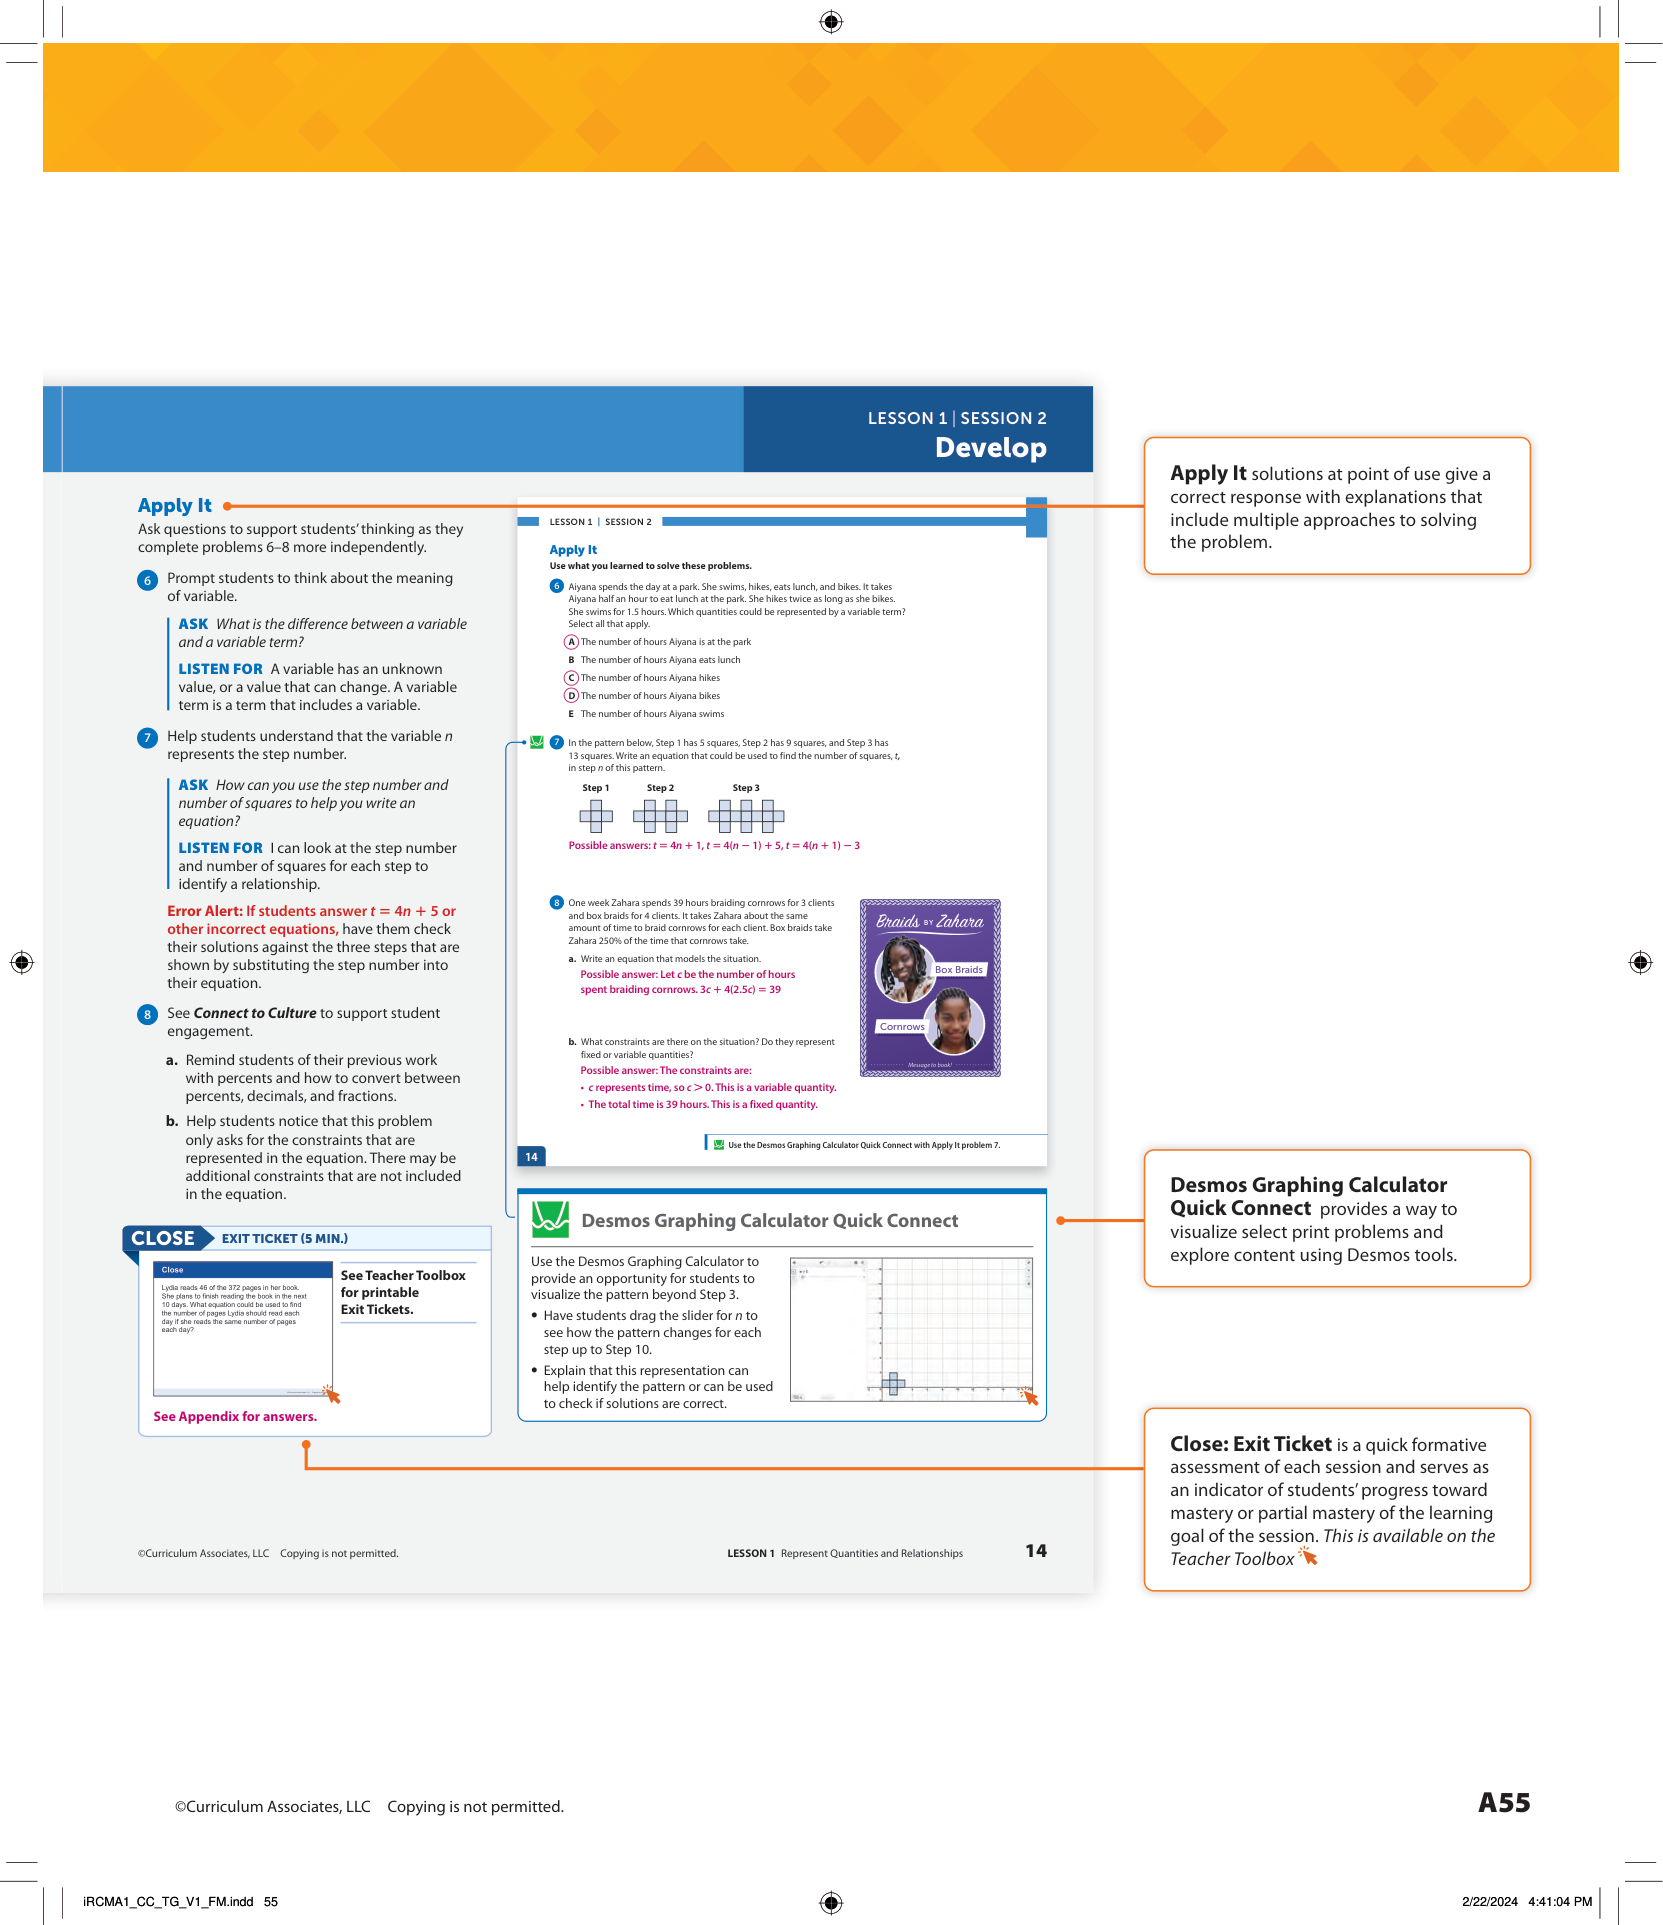 LESSON 1 | SESSION 2
Develop
Apply It
Ask questions to support students' thinking as they
complete problems 6–8 more independently.
6 Prompt students to think about the meaning
of variable.
ASK What is the difference between a variable
and a variable term?
LISTEN FOR A variable has an unknown
value, or a value that can change. A variable
term is a term that includes a variable.
7 Help students understand that the variable n
represents the step number.
ASK How can you use the step number and
number of squares to help you write an
equation?
LISTEN FOR I can look at the step number
and number of squares for each step to
identify a relationship.
Error Alert: If students answer t = 4n + 5 or
other incorrect equations, have them check
their solutions against the three steps that are
shown by substituting the step number into
their equation.
8 See Connect to Culture to support student
engagement.
a. Remind students of their previous work
with percents and how to convert between
percents, decimals, and fractions.
b. Help students notice that this problem
only asks for the constraints that are
represented in the equation. There may be
additional constraints that are not included
in the equation.
CLOSE EXIT TICKET (5 MIN.)
Close
Lydia reads 46 of the 372 pages in her book.
She plans to finish reading the book in the next
10 days. What equation could be used to find
the number of pages Lydia should read each
day if she reads the same number of pages
each day?
See Teacher Toolbox
for printable
Exit Tickets.
See Appendix for answers.
LESSON 1 | SESSION 2
Apply It
Use what you learned to solve these problems.
6 Aiyana spends the day at a park. She swims, hikes, eats lunch, and bikes. It takes
Aiyana half an hour to eat lunch at the park. She hikes twice as long as she bikes.
She swims for 1.5 hours. Which quantities could be represented by a variable term?
Select all that apply.
A The number of hours Aiyana is at the park
B The number of hours Aiyana eats lunch
C The number of hours Aiyana hikes
D The number of hours Aiyana bikes
E The number of hours Aiyana swims
7 In the pattern below, Step 1 has 5 squares, Step 2 has 9 squares, and Step 3 has
13 squares. Write an equation that could be used to find the number of squares, t,
in step n of this pattern.
Step 1 Step 2 Step 3
Possible answers: t = 4n + 1, t = 4(n − 1) + 5, t = 4(n + 1) − 3
8 One week Zahara spends 39 hours braiding cornrows for 3 clients
and box braids for 4 clients. It takes Zahara about the same
amount of time to braid cornrows for each client. Box braids take
Zahara 250% of the time that cornrows take.
a. Write an equation that models the situation.
Possible answer: Let c be the number of hours
spent braiding cornrows. 3c + 4(2.5c) = 39
b. What constraints are there on the situation? Do they represent
fixed or variable quantities?
Possible answer: The constraints are:
• c represents time, so c > 0. This is a variable quantity.
• The total time is 39 hours. This is a fixed quantity.
Braids BY Zahara
Box Braids
Cornrows
Message to book!
Use the Desmos Graphing Calculator Quick Connect with Apply It problem 7.
14
Desmos Graphing Calculator Quick Connect
Use the Desmos Graphing Calculator to
provide an opportunity for students to
visualize the pattern beyond Step 3.
• Have students drag the slider for n to
see how the pattern changes for each
step up to Step 10.
• Explain that this representation can
help identify the pattern or can be used
to check if solutions are correct.
©Curriculum Associates, LLC Copying is not permitted.
LESSON 1 Represent Quantities and Relationships 14
Apply It solutions at point of use give a
correct response with explanations that
include multiple approaches to solving
the problem.
Desmos Graphing Calculator
Quick Connect provides a way to
visualize select print problems and
explore content using Desmos tools.
Close: Exit Ticket is a quick formative
assessment of each session and serves as
an indicator of students' progress toward
mastery or partial mastery of the learning
goal of the session. This is available on the
Teacher Toolbox
©Curriculum Associates, LLC Copying is not permitted.
A55
iRCMA1_CC_TG_V1_FM.indd 55
2/22/2024 4:41:04 PM